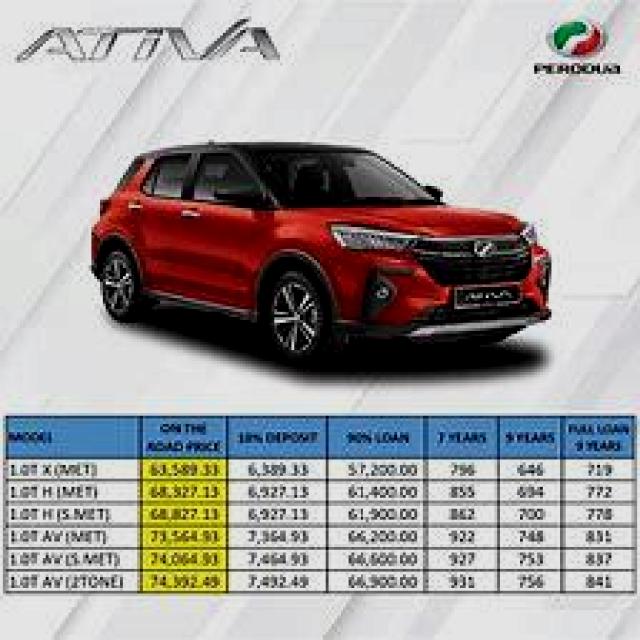 ATIVA
PERODUA
ATIVA
MODEL ON THE ROAD PRICE 10% DEPOSIT 90% LOAN 7 YEARS 9 YEARS FULL LOAN 9 YEARS
1.0T X (MET) 63,589.33 6,389.33 57,200.00 796 646 719
1.0T H (MET) 68,327.13 6,927.13 61,400.00 855 694 772
1.0T H (S.MET) 68,827.13 6,927.13 61,900.00 862 700 778
1.0T AV (MET) 73,564.93 7,364.93 66,200.00 922 748 831
1.0T AV (S.MET) 74,064.93 7,464.93 66,600.00 927 753 837
1.0T AV (2TONE) 74,392.49 7,492.49 66,900.00 931 756 841